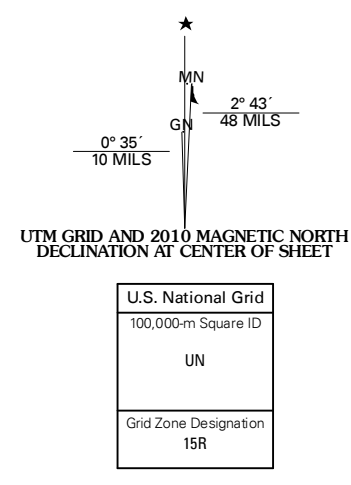 MN
GN
2° 43´
48 MILS
0° 35´
10 MILS
UTM GRID AND 2010 MAGNETIC NORTH
DECLINATION AT CENTER OF SHEET
U.S. National Grid
100,000-m Square ID
UN
Grid Zone Designation
15R